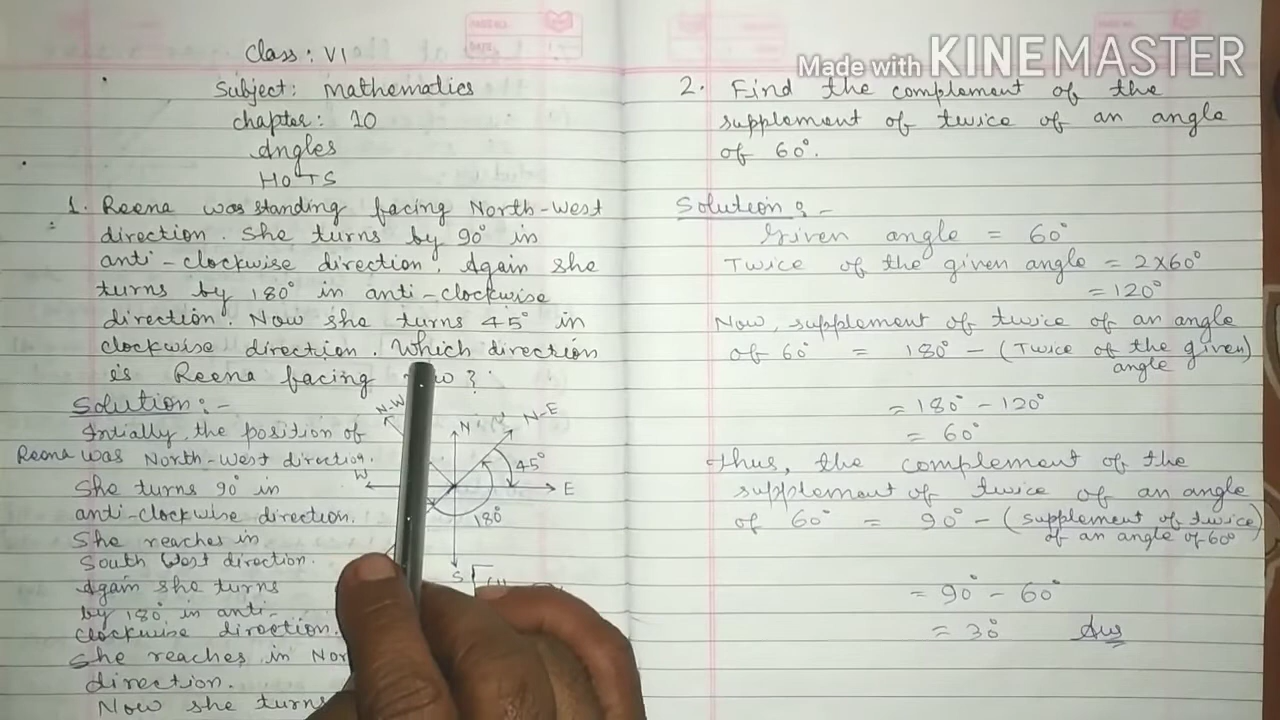 Class: VI
Subject: Mathematics
Chapter: 10
Angles
HOTS
1. Reena was standing facing North-West
direction. She turns by 90° in
anti-clockwise direction. Again she
turns by 180° in anti-clockwise
direction. Now she turns 45° in
clockwise direction. Which direction
is Reena facing ?
Solution:-
Intially, the position of
Reena was North-West direction.
She turns 90° in
anti-clockwise direction.
She reaches in
South West direction.
Again she turns
by 180° in anti-
clockwise direction.
She reaches in
direction.
Now she turns
N-W
N
N-E
W
45°
E
180°
S
Made with KINEMASTER
2. Find the complement of the
supplement of twice of an angle
of 60°.
Solution:-
Given angle = 60°
Twice of the given angle = 2x60°
= 120°
Now, supplement of twice of an angle
of 60° = 180° - (Twice of the given)
angle
= 180° - 120°
= 60°
Thus, the complement of the
supplement of twice of an angle
of 60° = 90° - (supplement of twice)
of an angle of 60°
= 90° - 60°
= 30° Ans